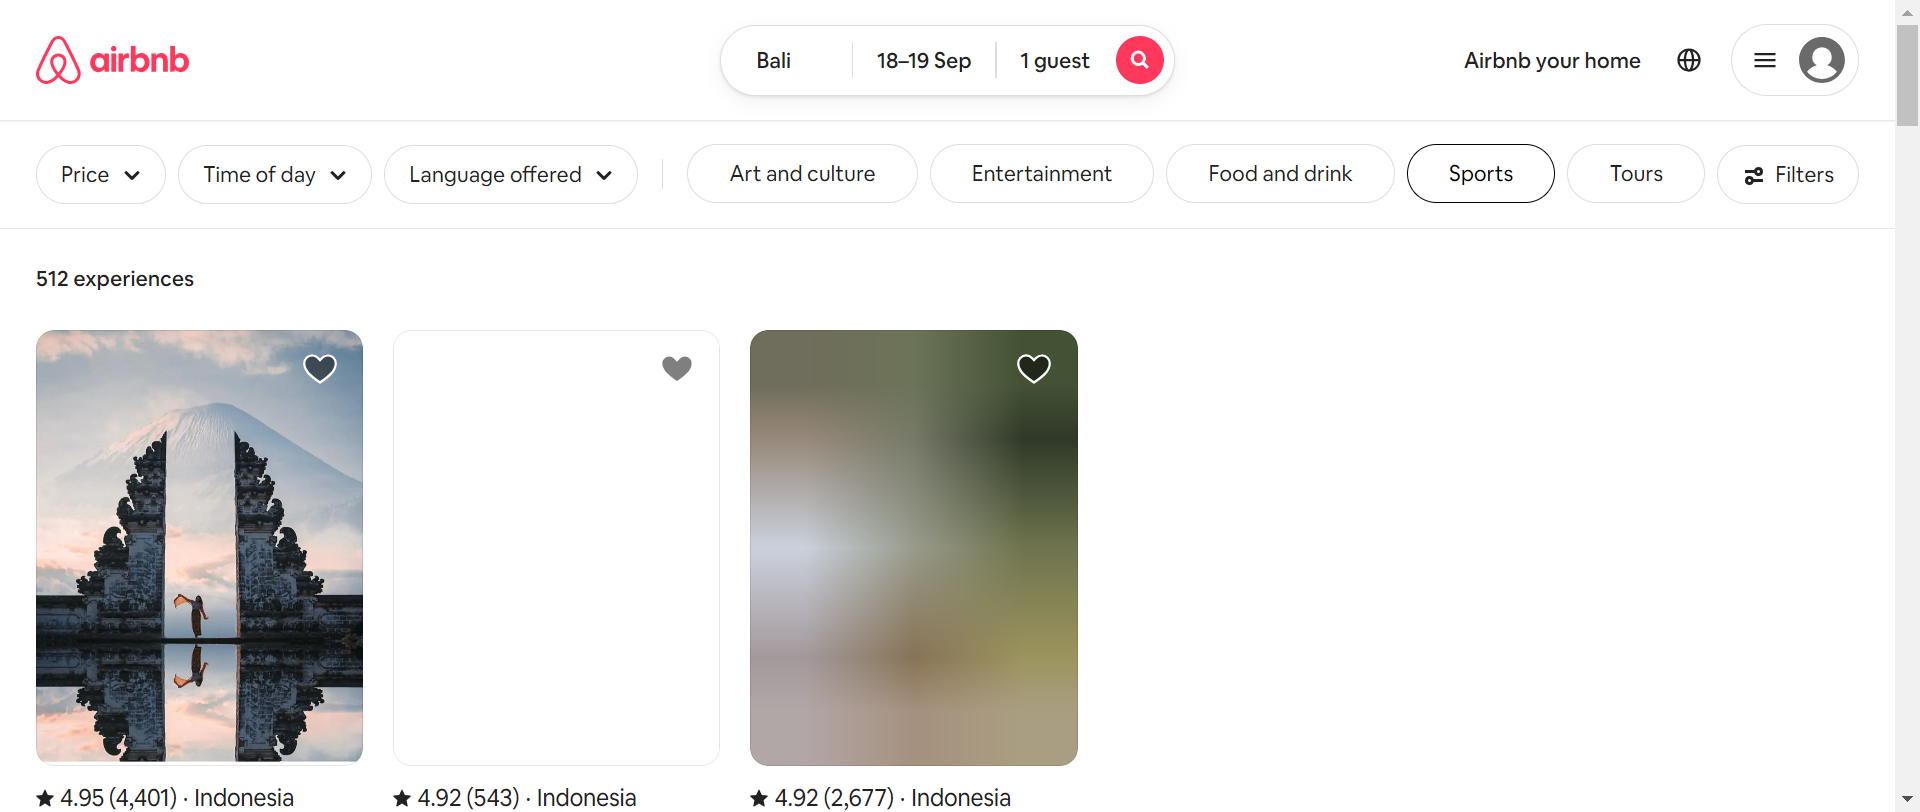 airbnb
Bali
18–19 Sep
1 guest
Airbnb your home
Price
Time of day
Language offered
Art and culture
Entertainment
Food and drink
Sports
Tours
Filters
512 experiences
4.95 (4,401) · Indonesia
4.92 (543) · Indonesia
4.92 (2,677) · Indonesia